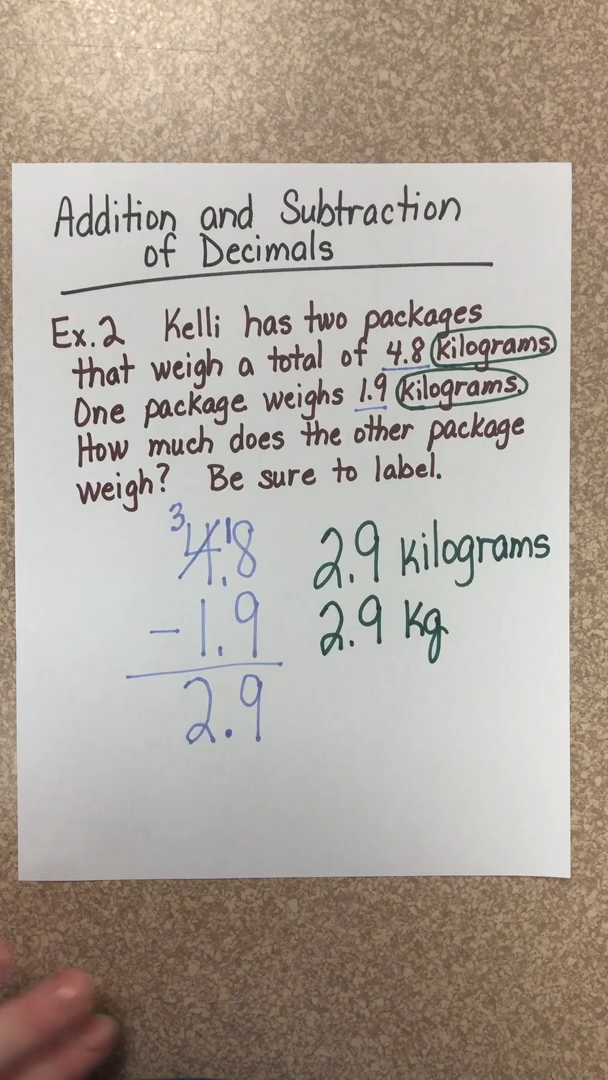 Addition and Subtraction
of Decimals
Ex.2 Kelli has two packages
that weigh a total of 4.8 kilograms.
One package weighs 1.9 kilograms.
How much does the other package
weigh? Be sure to label.
3 1
4.8
- 1.9
2.9
2.9 kilograms
2.9 kg